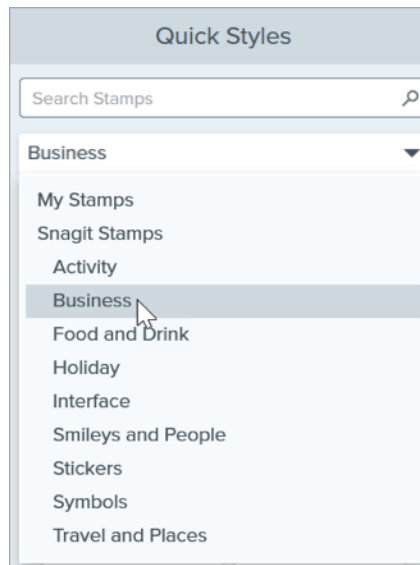 Quick Styles
Search Stamps
Business
My Stamps
Snagit Stamps
Activity
Business
Food and Drink
Holiday
Interface
Smileys and People
Stickers
Symbols
Travel and Places